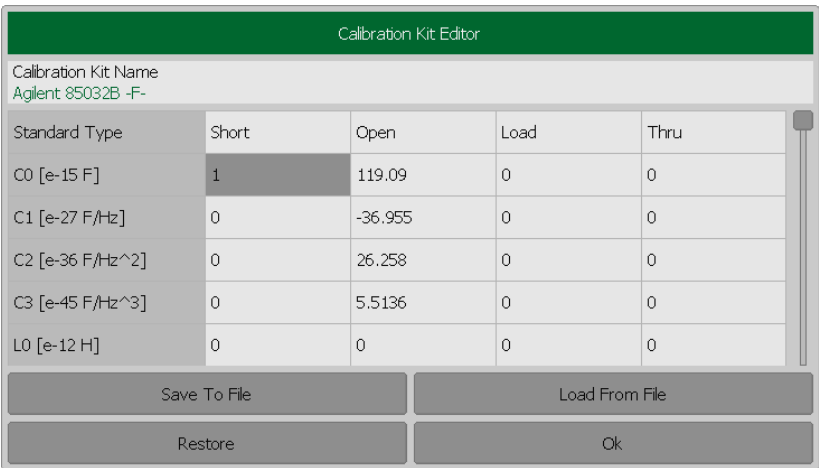 Calibration Kit Editor
Calibration Kit Name
Agilent 85032B -F-
Standard Type Short Open Load Thru
C0 [e-15 F] 1 119.09 0 0
C1 [e-27 F/Hz] 0 -36.955 0 0
C2 [e-36 F/Hz^2] 0 26.258 0 0
C3 [e-45 F/Hz^3] 0 5.5136 0 0
L0 [e-12 H] 0 0 0 0
Save To File Load From File
Restore Ok